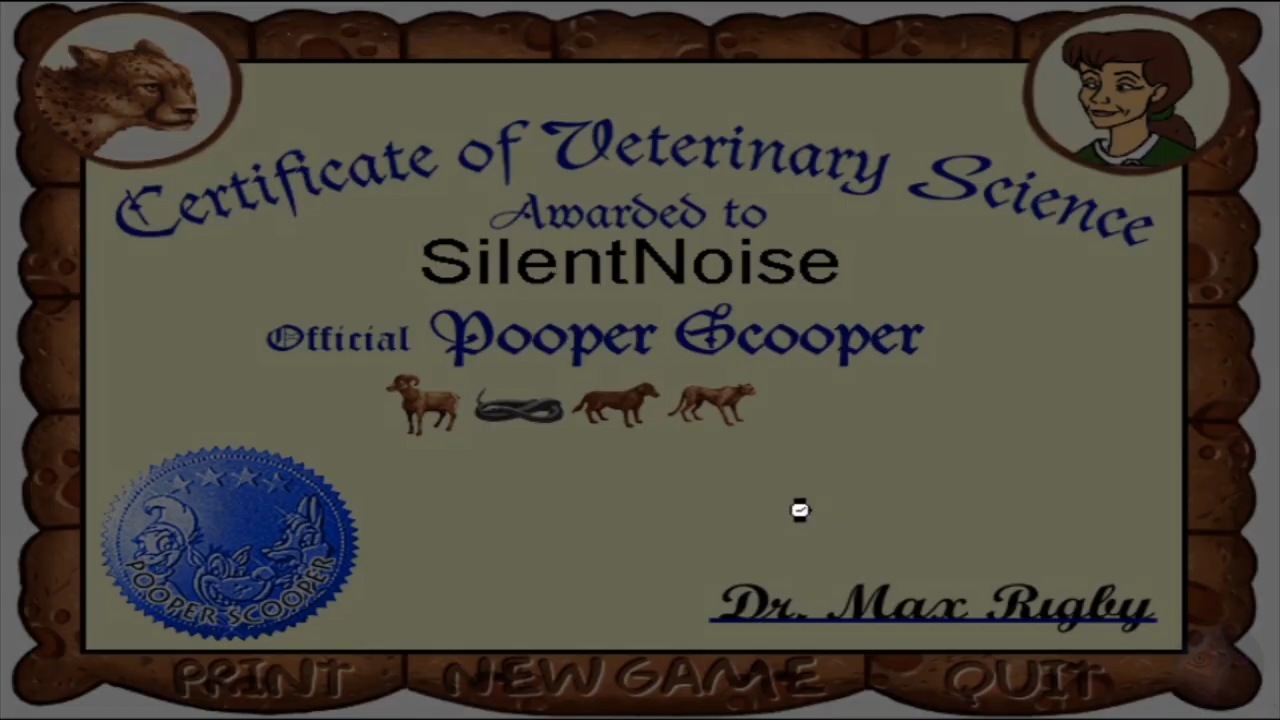 Certificate of Veterinary Science
Awarded to
SilentNoise
Official Pooper Scooper
POOPER SCOOPER
Dr. Max Rigby
PRINT NEW GAME QUIT